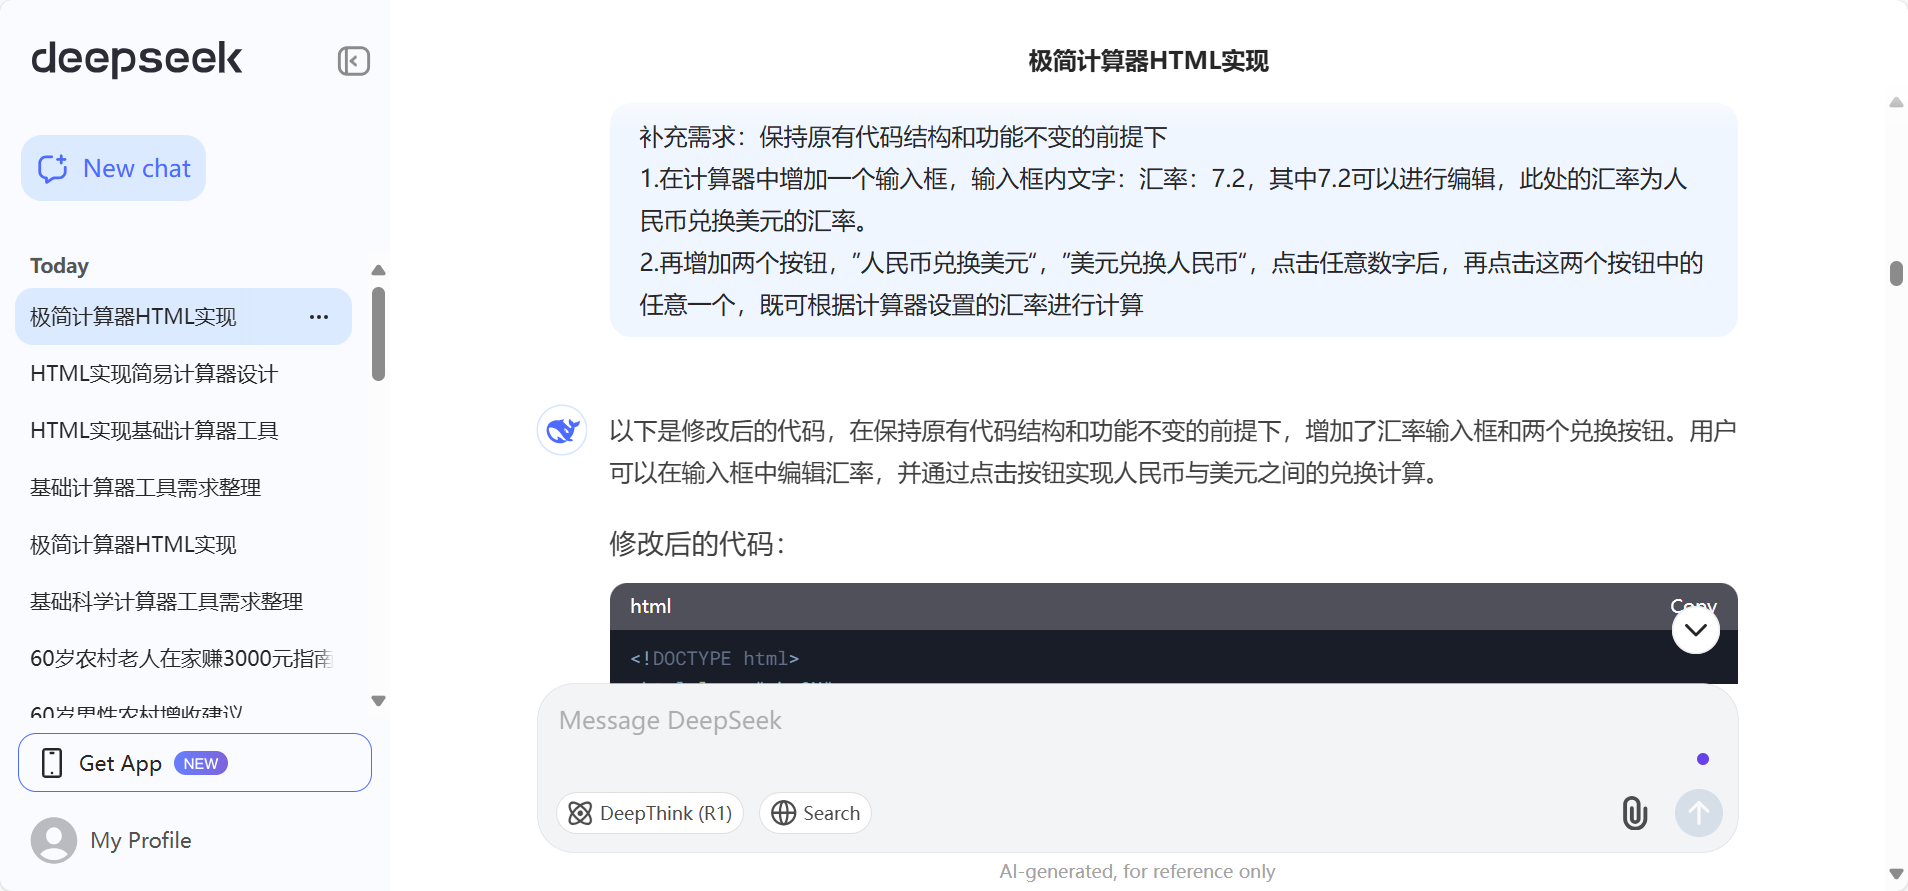 deepseek
New chat
Today
极简计算器HTML实现
HTML实现简易计算器设计
HTML实现基础计算器工具
基础计算器工具需求整理
极简计算器HTML实现
基础科学计算器工具需求整理
60岁农村老人在家赚3000元指南
60岁男性农村增收建议
Get App NEW
My Profile
极简计算器HTML实现
补充需求：保持原有代码结构和功能不变的前提下
1.在计算器中增加一个输入框，输入框内文字：汇率：7.2，其中7.2可以进行编辑，此处的汇率为人
民币兑换美元的汇率。
2.再增加两个按钮，”人民币兑换美元“，”美元兑换人民币“，点击任意数字后，再点击这两个按钮中的
任意一个，既可根据计算器设置的汇率进行计算
以下是修改后的代码，在保持原有代码结构和功能不变的前提下，增加了汇率输入框和两个兑换按钮。用户
可以在输入框中编辑汇率，并通过点击按钮实现人民币与美元之间的兑换计算。
修改后的代码：
html Copy
<!DOCTYPE html>
Message DeepSeek
DeepThink (R1) Search
AI-generated, for reference only